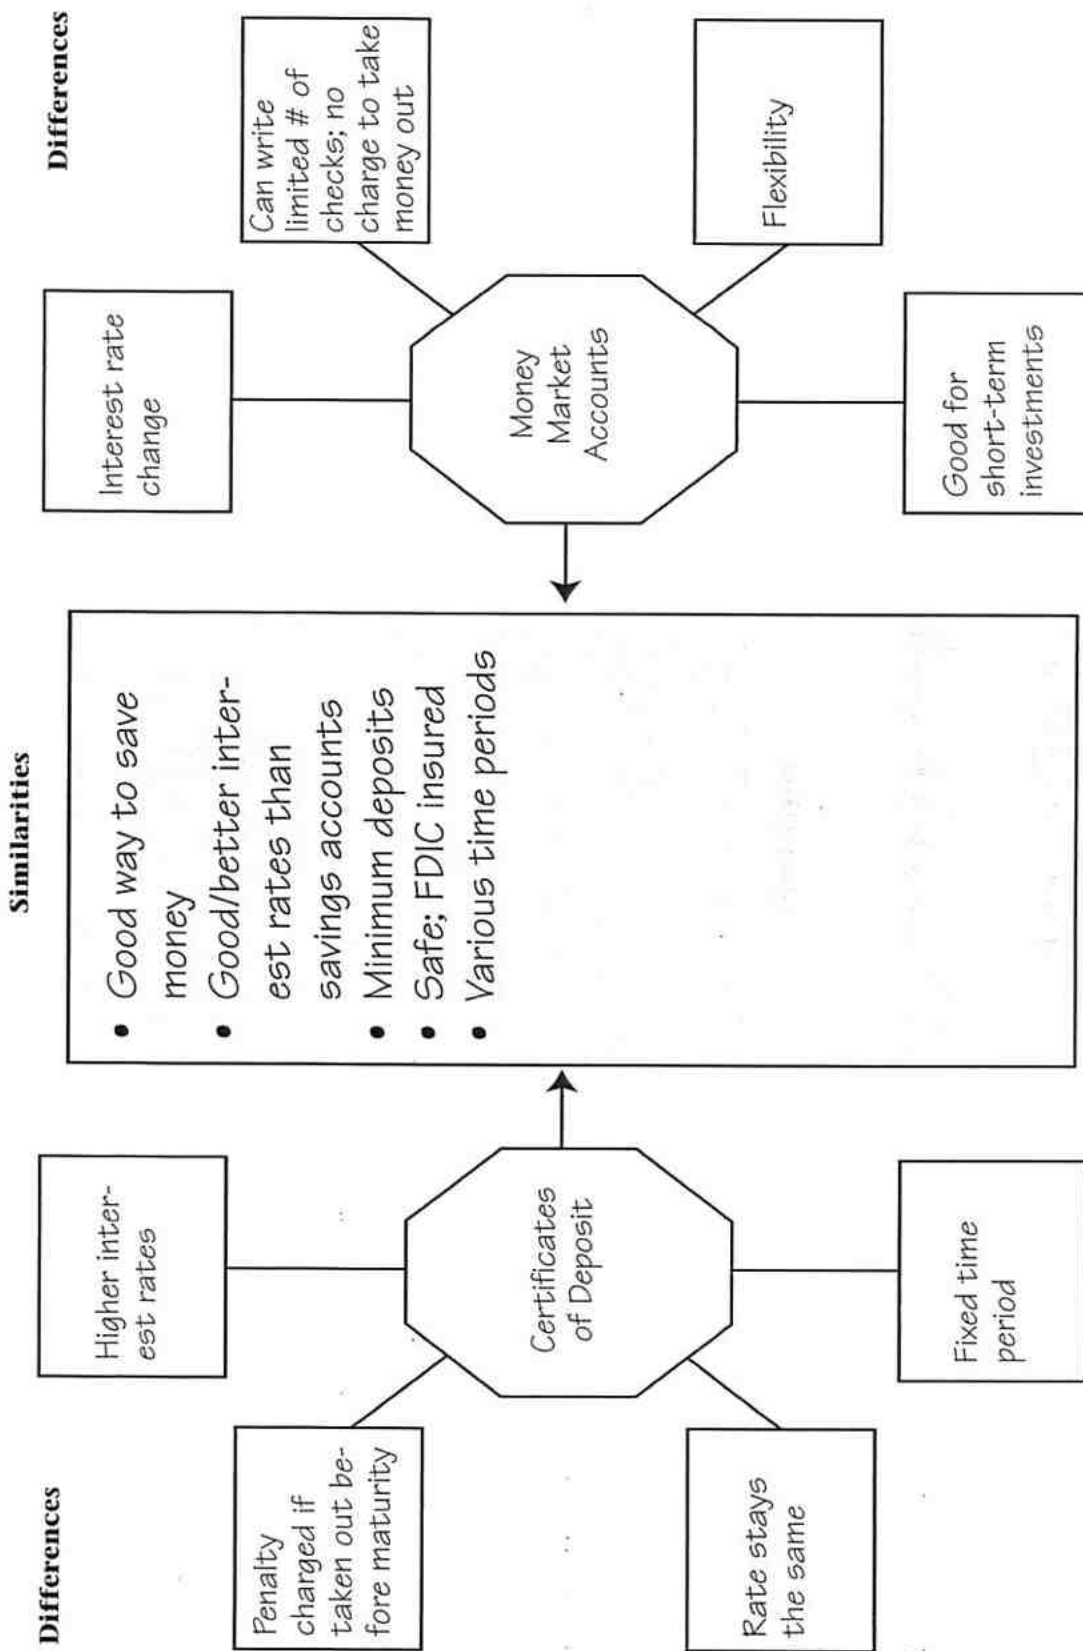 Differences
Similarities
Differences
Higher inter-
est rates
Penalty
charged if
taken out be-
fore maturity
Certificates
of Deposit
Rate stays
the same
Fixed time
period
• Good way to save
money
• Good/better inter-
est rates than
savings accounts
• Minimum deposits
• Safe; FDIC insured
• Various time periods
Interest rate
change
Can write
limited # of
checks; no
charge to take
money out
Money
Market
Accounts
Flexibility
Good for
short-term
investments